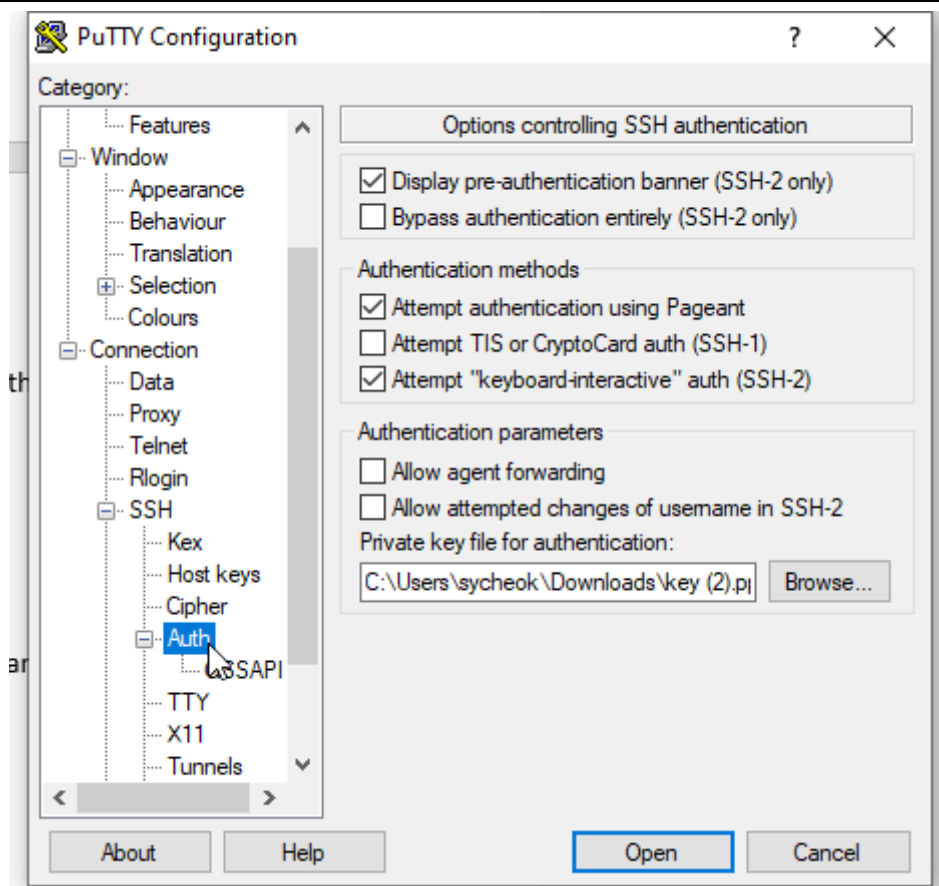 PuTTY Configuration
?
Category:
Features
Window
Appearance
Behaviour
Translation
Selection
Colours
Connection
Data
Proxy
Telnet
Rlogin
SSH
Kex
Host keys
Cipher
Auth
GSSAPI
TTY
X11
Tunnels
Options controlling SSH authentication
Display pre-authentication banner (SSH-2 only)
Bypass authentication entirely (SSH-2 only)
Authentication methods
Attempt authentication using Pageant
Attempt TIS or CryptoCard auth (SSH-1)
Attempt "keyboard-interactive" auth (SSH-2)
Authentication parameters
Allow agent forwarding
Allow attempted changes of username in SSH-2
Private key file for authentication:
C:\Users\sycheok\Downloads\key (2).p
Browse...
About
Help
Open
Cancel
th
ar